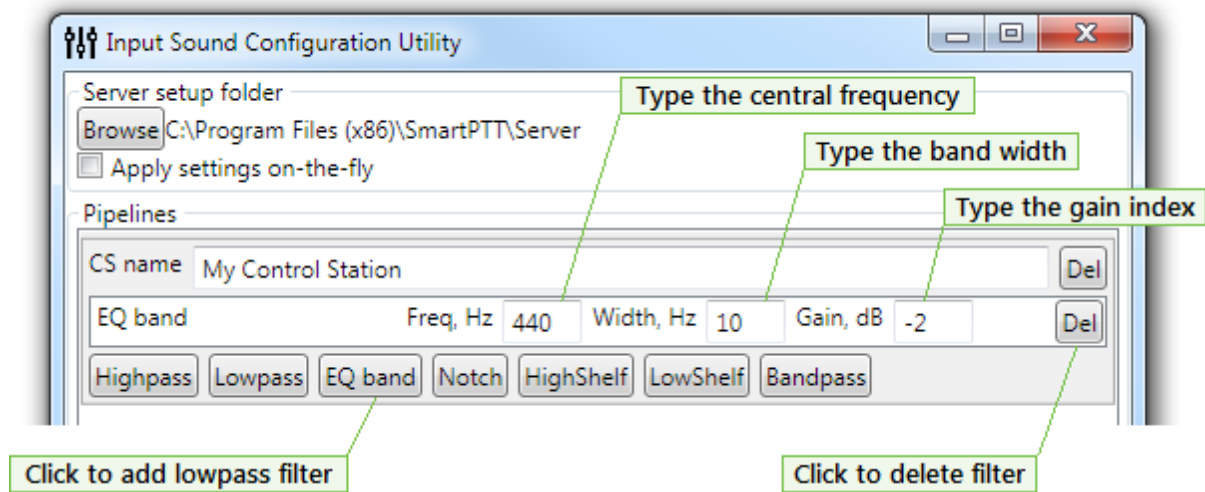 Input Sound Configuration Utility
Server setup folder
Type the central frequency
Browse C:\Program Files (x86)\SmartPTT\Server
Type the band width
Apply settings on-the-fly
Type the gain index
Pipelines
CS name My Control Station Del
EQ band Freq, Hz 440 Width, Hz 10 Gain, dB -2 Del
Highpass Lowpass EQ band Notch HighShelf LowShelf Bandpass
Click to add lowpass filter
Click to delete filter